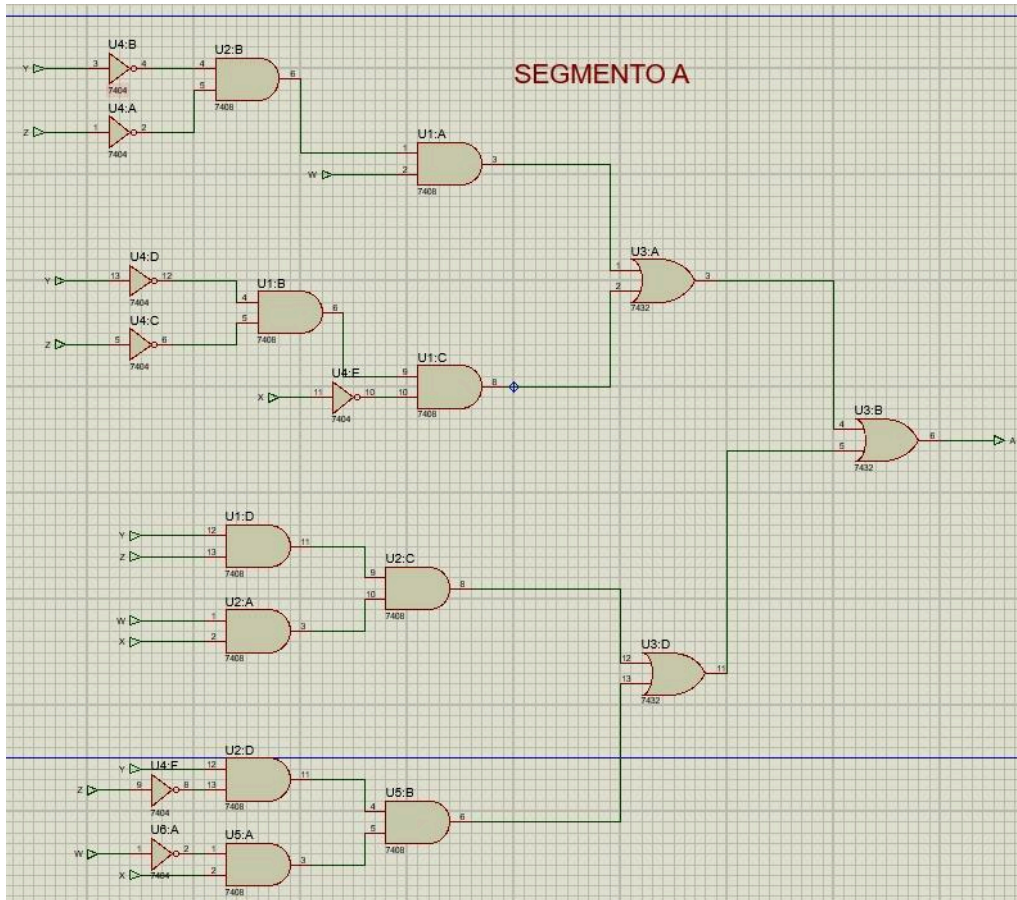 SEGMENTO A
U4:B
Y 3 4
7404
U4:A
Z 1 2
7404
U2:B
4 6
5
7408
U1:A
1 3
W 2
7408
U4:D
Y 13 12
7404
U4:C
Z 5 6
7404
U1:B
4 6
5
7408
X 11 10
7404
U1:C
9 8
10
7408
U3:A
1 3
2
7432
U3:B
4 6
5
7432
A
U1:D
Y 12 11
Z 13
7408
U2:A
W 1 3
X 2
7408
U2:C
9 8
10
7408
U3:D
12 11
13
7432
U2:D
Y 12 11
13
7408
Z 9 8
7404
U6:A
W 1 2
7404
U5:A
1 3
X 2
7408
U5:B
4 6
5
7408